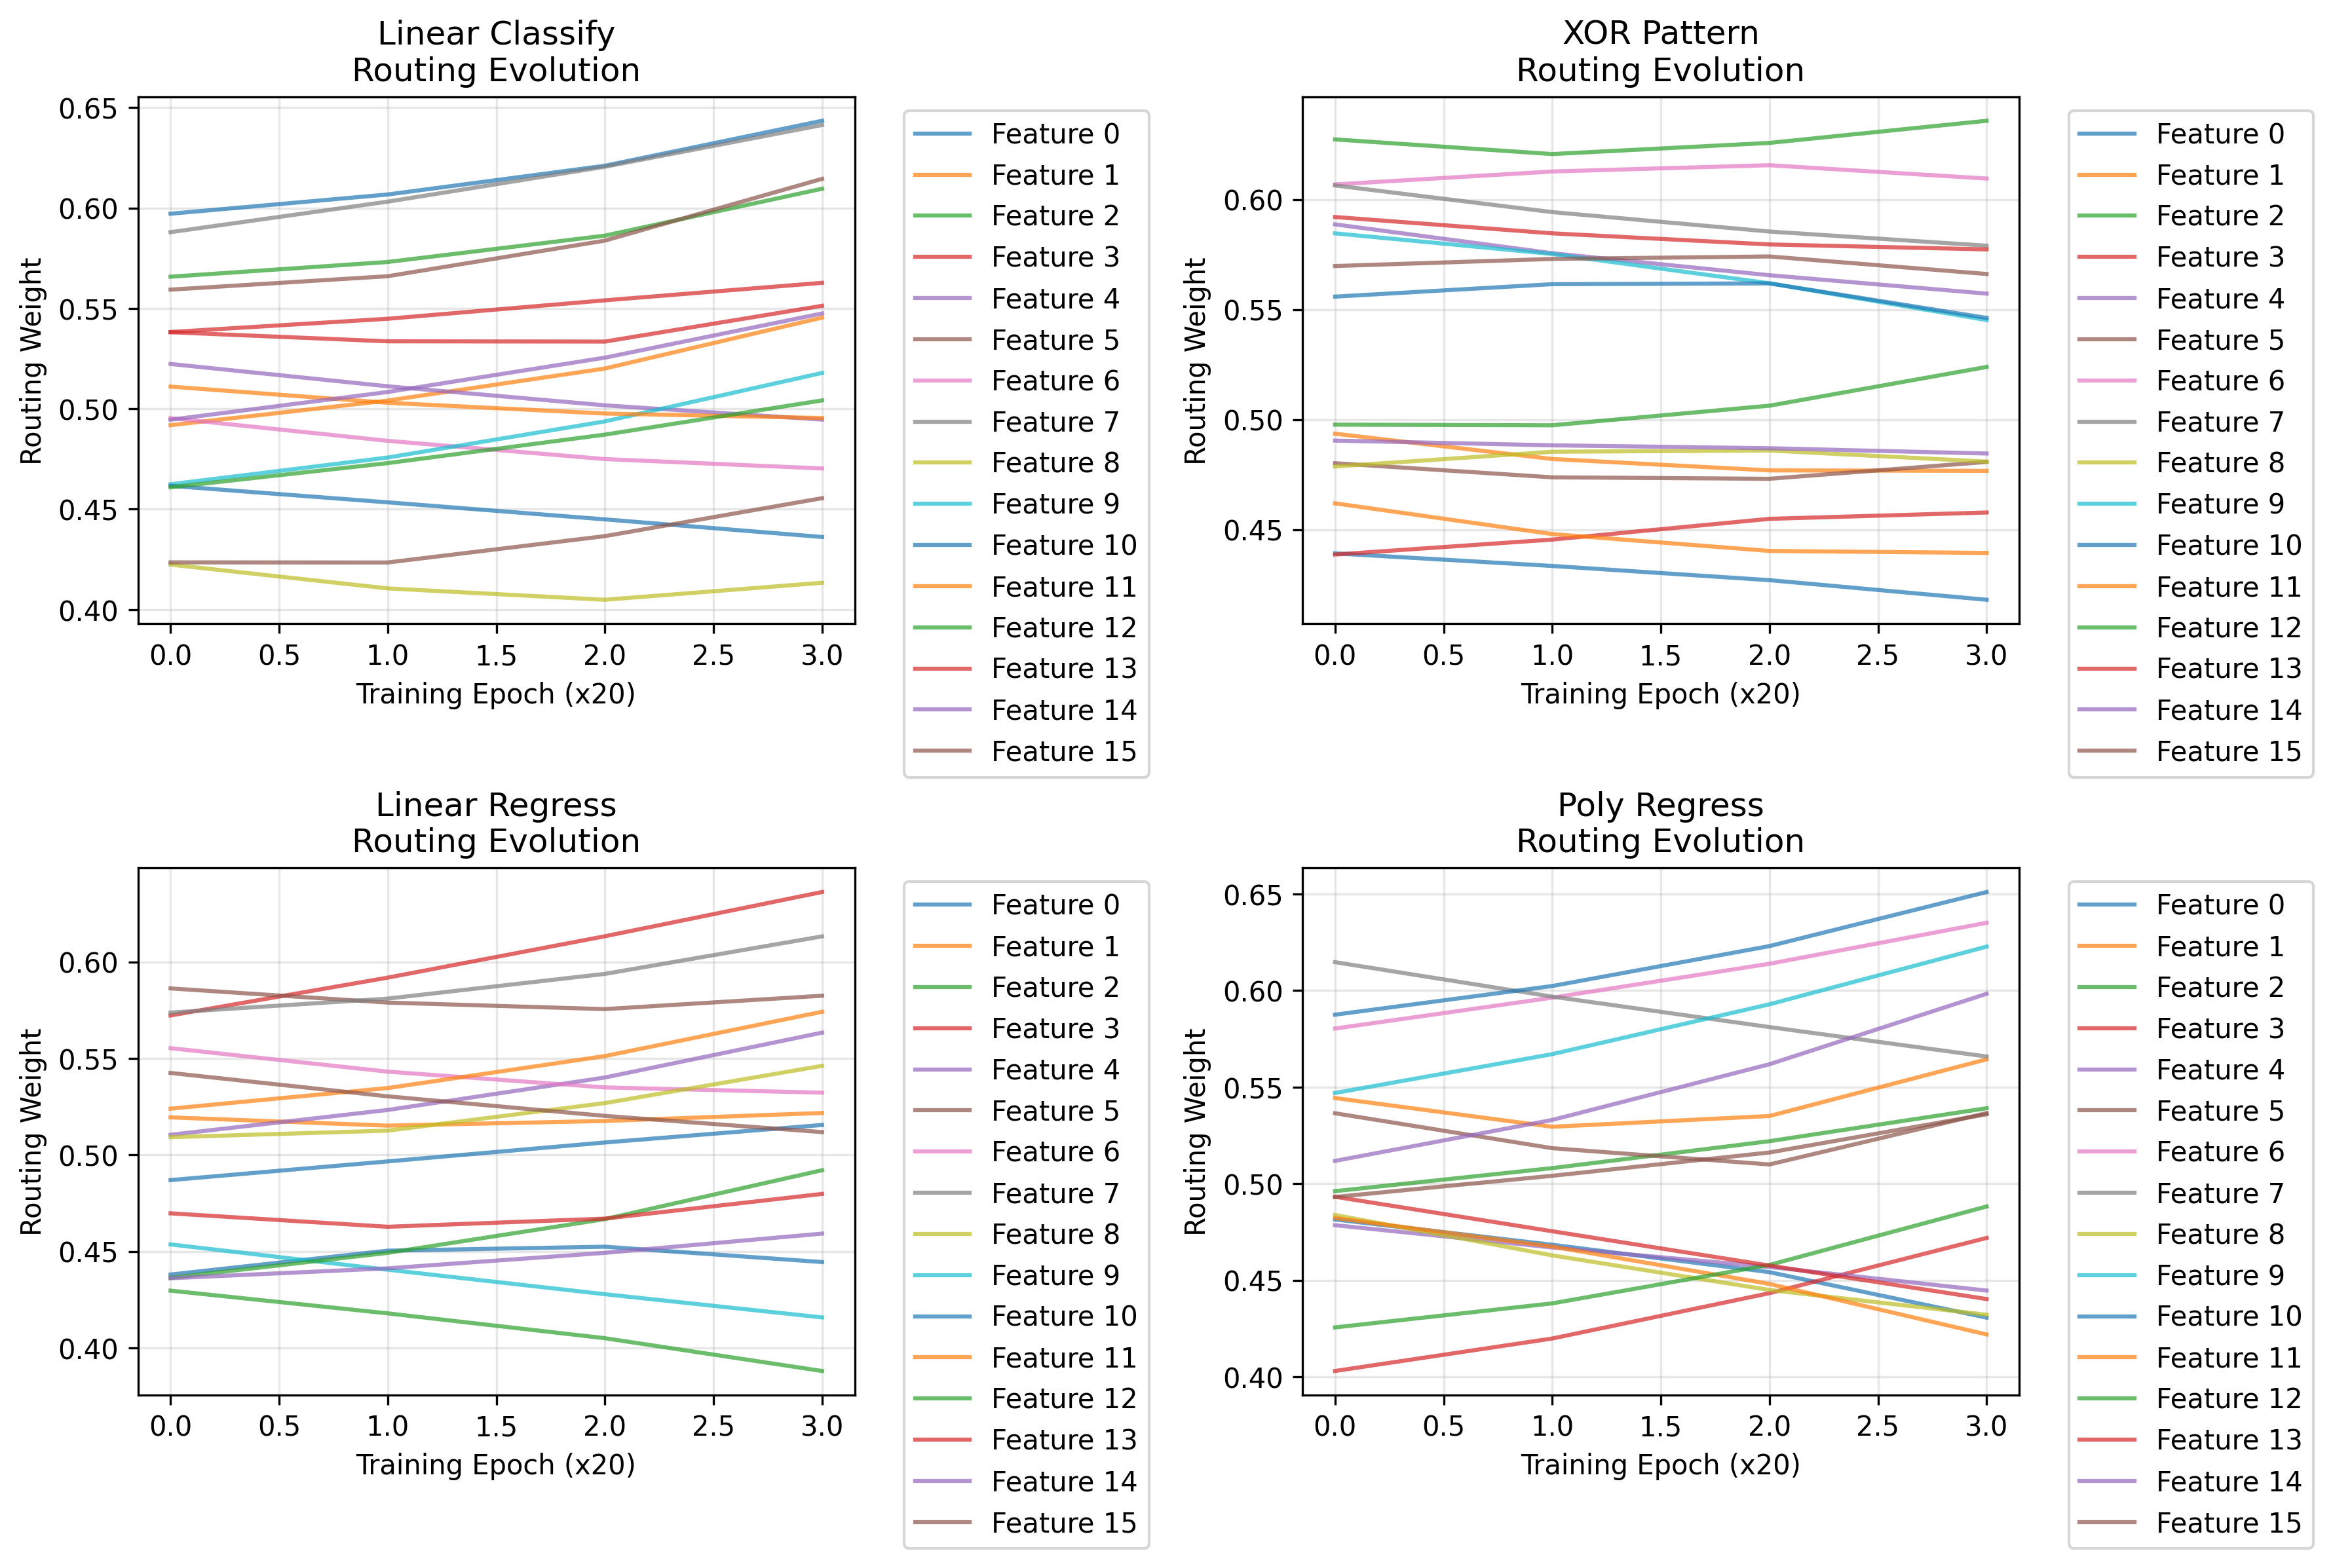 Linear Classify
Routing Evolution
Routing Weight
0.65
0.60
0.55
0.50
0.45
0.40
0.0 0.5 1.0 1.5 2.0 2.5 3.0
Training Epoch (x20)
Feature 0
Feature 1
Feature 2
Feature 3
Feature 4
Feature 5
Feature 6
Feature 7
Feature 8
Feature 9
Feature 10
Feature 11
Feature 12
Feature 13
Feature 14
Feature 15
XOR Pattern
Routing Evolution
Routing Weight
0.60
0.55
0.50
0.45
0.0 0.5 1.0 1.5 2.0 2.5 3.0
Training Epoch (x20)
Feature 0
Feature 1
Feature 2
Feature 3
Feature 4
Feature 5
Feature 6
Feature 7
Feature 8
Feature 9
Feature 10
Feature 11
Feature 12
Feature 13
Feature 14
Feature 15
Linear Regress
Routing Evolution
Routing Weight
0.60
0.55
0.50
0.45
0.40
0.0 0.5 1.0 1.5 2.0 2.5 3.0
Training Epoch (x20)
Feature 0
Feature 1
Feature 2
Feature 3
Feature 4
Feature 5
Feature 6
Feature 7
Feature 8
Feature 9
Feature 10
Feature 11
Feature 12
Feature 13
Feature 14
Feature 15
Poly Regress
Routing Evolution
Routing Weight
0.65
0.60
0.55
0.50
0.45
0.40
0.0 0.5 1.0 1.5 2.0 2.5 3.0
Training Epoch (x20)
Feature 0
Feature 1
Feature 2
Feature 3
Feature 4
Feature 5
Feature 6
Feature 7
Feature 8
Feature 9
Feature 10
Feature 11
Feature 12
Feature 13
Feature 14
Feature 15